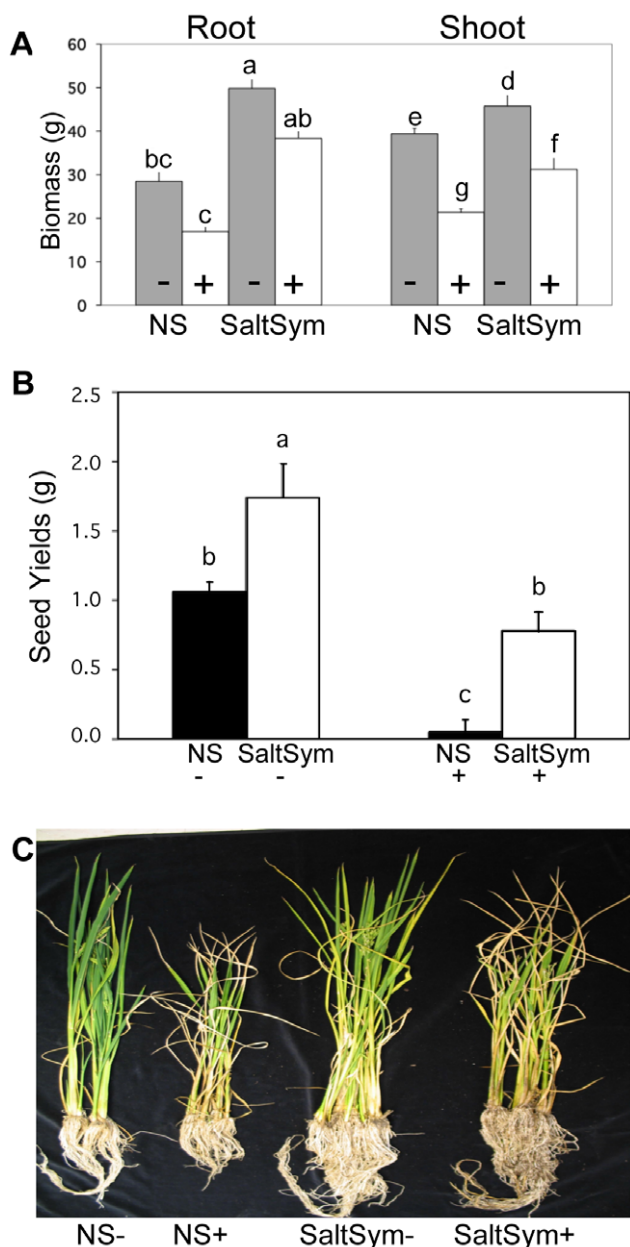 A
Root Shoot
Biomass (g)
60
50
40
30
20
10
0
bc c a ab e g d f
- + - + - + - +
NS SaltSym NS SaltSym
B
Seed Yields (g)
2.5
2.0
1.5
1.0
0.5
0.0
b a c b
NS SaltSym NS SaltSym
- - + +
C
NS- NS+ SaltSym- SaltSym+